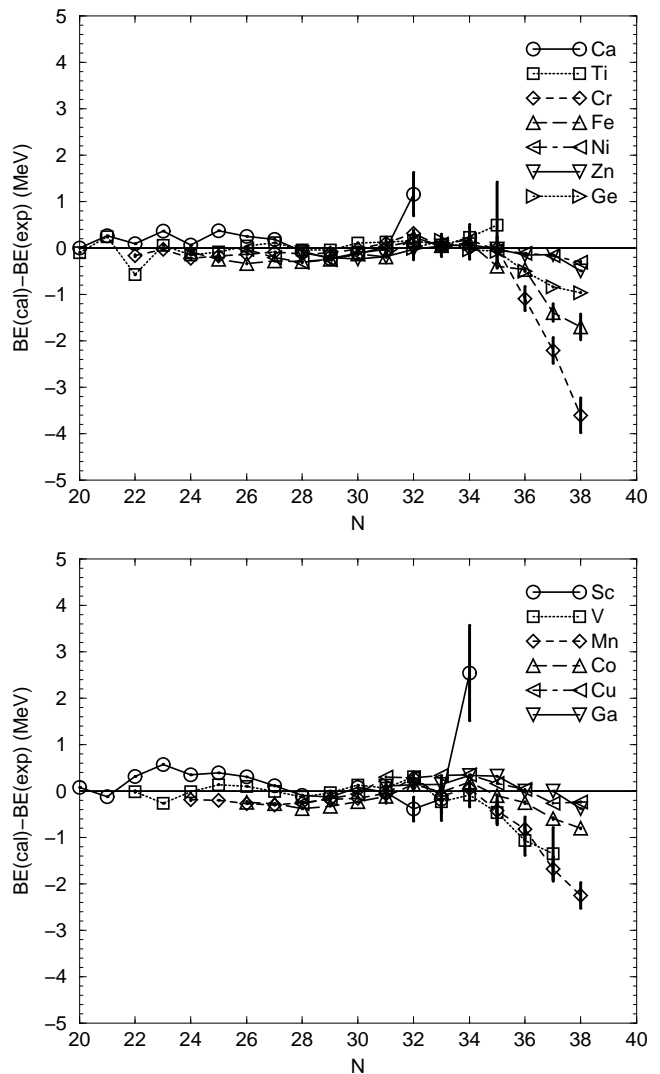 5
4
3
2
1
0
−1
−2
−3
−4
−5
BE(cal)−BE(exp) (MeV)
Ca
Ti
Cr
Fe
Ni
Zn
Ge
20 22 24 26 28 30 32 34 36 38 40
N
5
4
3
2
1
0
−1
−2
−3
−4
−5
BE(cal)−BE(exp) (MeV)
Sc
V
Mn
Co
Cu
Ga
20 22 24 26 28 30 32 34 36 38 40
N